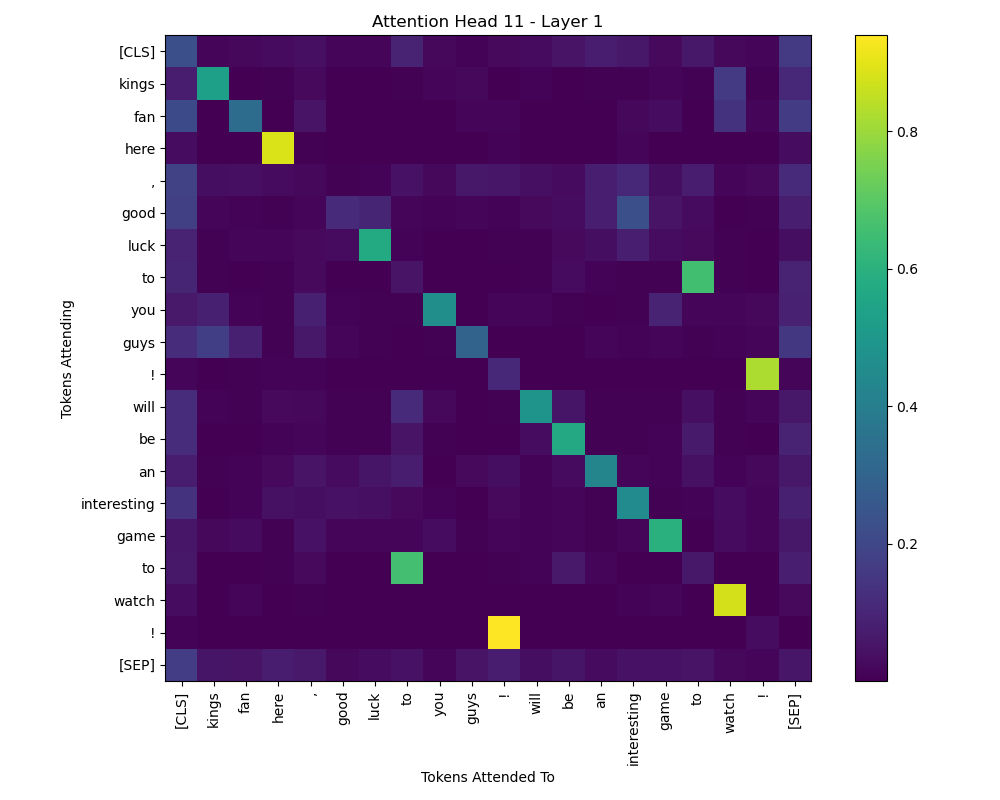 Attention Head 11 - Layer 1
Tokens Attending
[CLS]
kings
fan
here
,
good
luck
to
you
guys
!
will
be
an
interesting
game
to
watch
!
[SEP]
[CLS]
kings
fan
here
,
good
luck
to
you
guys
!
will
be
an
interesting
game
to
watch
!
[SEP]
Tokens Attended To
0.8
0.6
0.4
0.2